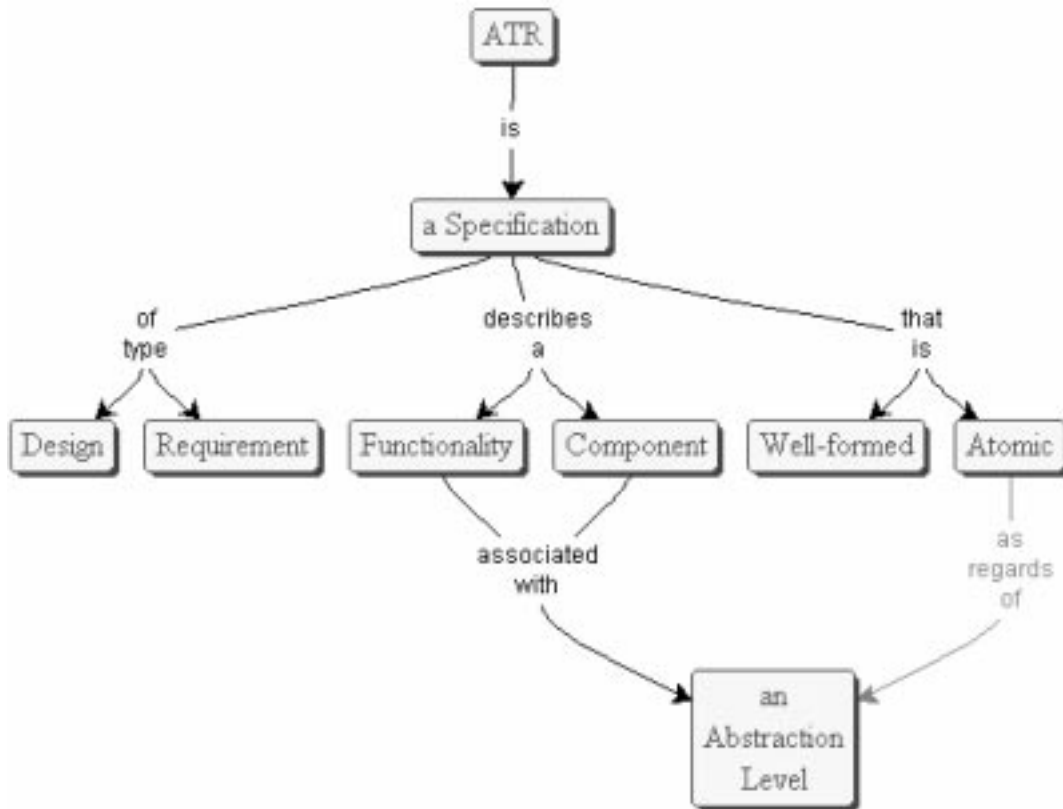 ATR
is
a Specification
of
type
describes
a
that
is
Design
Requirement
Functionality
Component
Well-formed
Atomic
associated
with
as
regards
of
an
Abstraction
Level